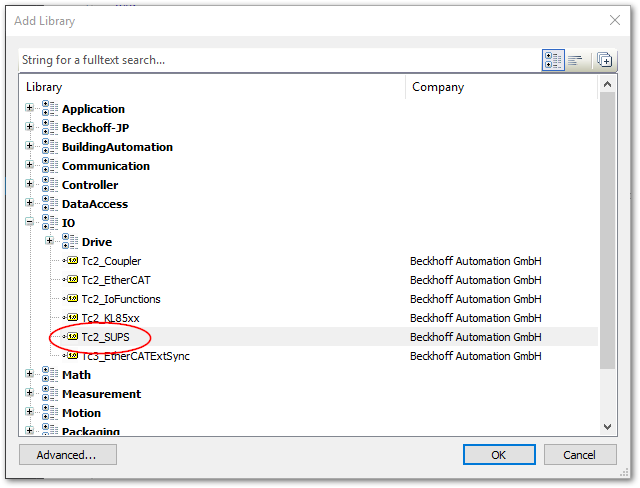 Add Library
String for a fulltext search...
Library Company
Application
Beckhoff-JP
BuildingAutomation
Communication
Controller
DataAccess
IO
Drive
Tc2_Coupler Beckhoff Automation GmbH
Tc2_EtherCAT Beckhoff Automation GmbH
Tc2_IoFunctions Beckhoff Automation GmbH
Tc2_KL85xx Beckhoff Automation GmbH
Tc2_SUPS Beckhoff Automation GmbH
Tc3_EtherCATExtSync Beckhoff Automation GmbH
Math
Measurement
Motion
Packaging
Advanced... OK Cancel